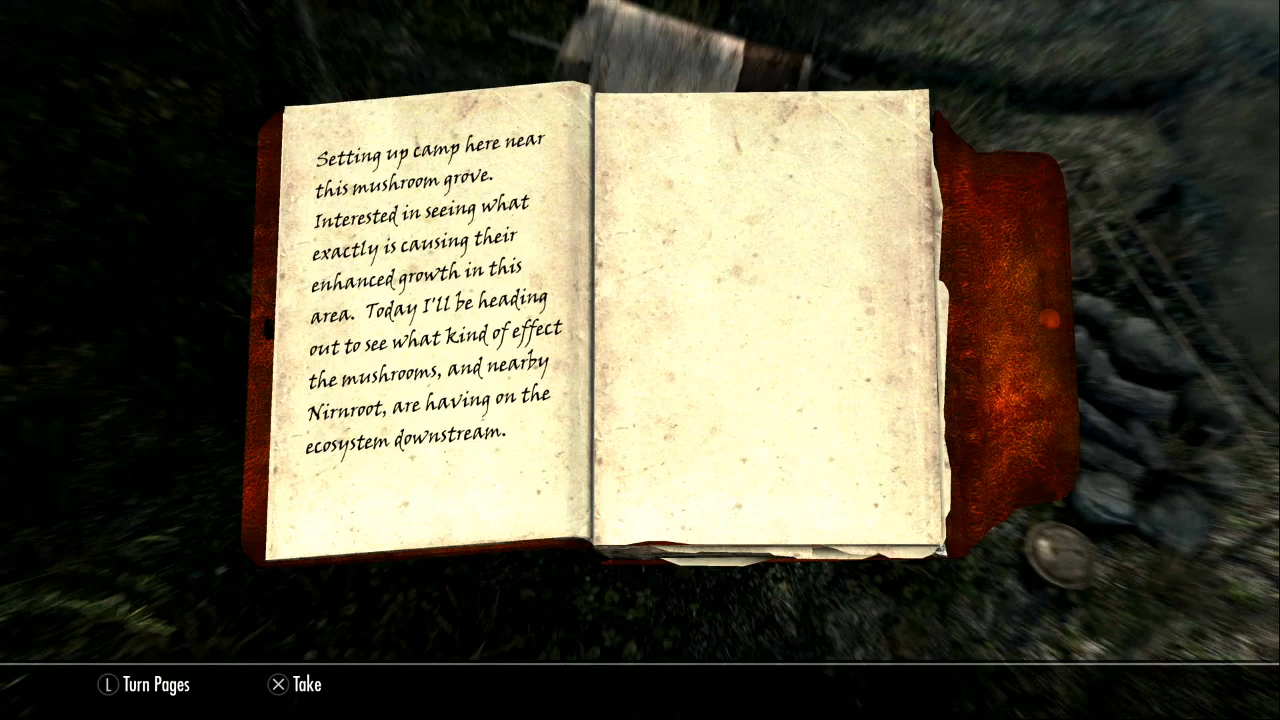 Setting up camp here near
this mushroom grove.
Interested in seeing what
exactly is causing their
enhanced growth in this
area. Today I'll be heading
out to see what kind of effect
the mushrooms, and nearby
Nirnroot, are having on the
ecosystem downstream.
L Turn Pages
X Take